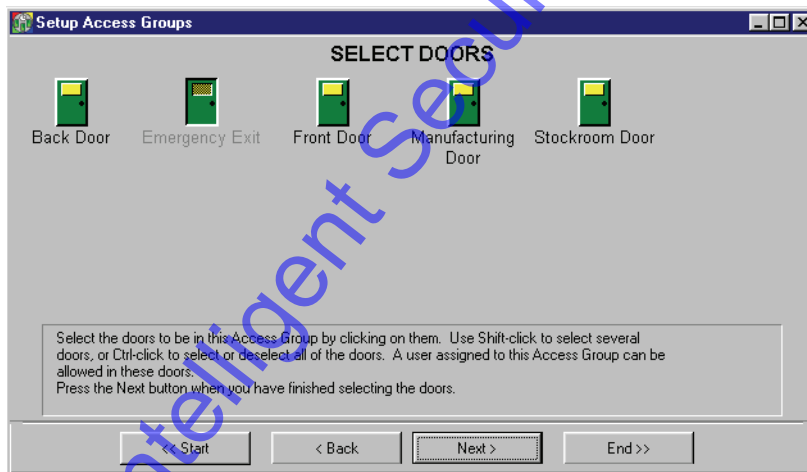 Setup Access Groups
SELECT DOORS
Back Door
Emergency Exit
Front Door
Manufacturing
Door
Stockroom Door
Select the doors to be in this Access Group by clicking on them. Use Shift-click to select several
doors, or Ctrl-click to select or deselect all of the doors. A user assigned to this Access Group can be
allowed in these doors.
Press the Next button when you have finished selecting the doors.
<< Start
< Back
Next >
End >>
Intelligent